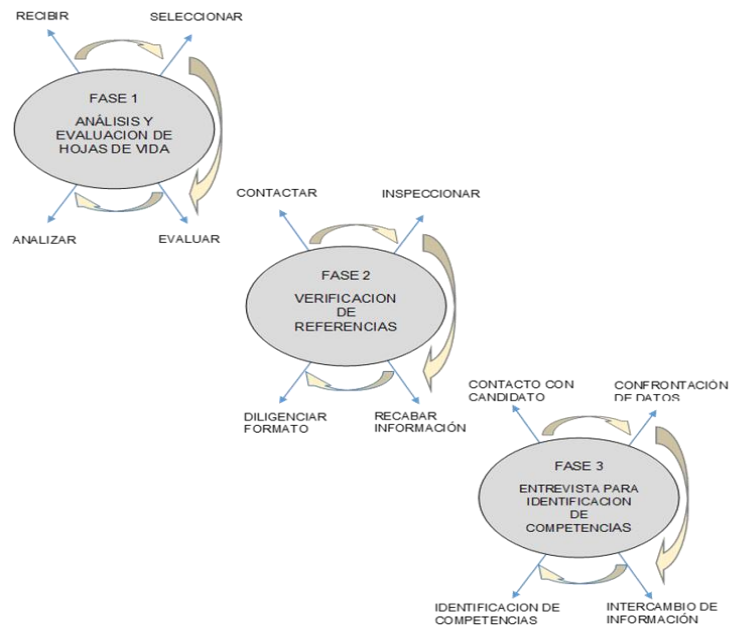 RECIBIR
SELECCIONAR
FASE 1
ANÁLISIS Y
EVALUACION DE
HOJAS DE VIDA
ANALIZAR
EVALUAR
CONTACTAR
INSPECCIONAR
FASE 2
VERIFICACION
DE
REFERENCIAS
DILIGENCIAR
FORMATO
RECABAR
INFORMACIÓN
CONTACTO CON
CANDIDATO
CONFRONTACIÓN
DE DATOS
FASE 3
ENTREVISTA PARA
IDENTIFICACION
DE
COMPETENCIAS
IDENTIFICACION DE
COMPETENCIAS
INTERCAMBIO DE
INFORMACIÓN